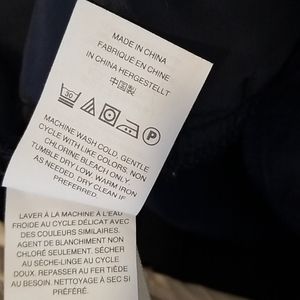 MADE IN CHINA
FABRIQUÉ EN CHINE
IN CHINA HERGESTELLT
中国製
30
P
MACHINE WASH COLD, GENTLE
CYCLE WITH LIKE COLORS. NON
CHLORINE BLEACH ONLY.
TUMBLE DRY LOW. WARM IRON
AS NEEDED. DRY CLEAN IF
PREFERRED.
LAVER À LA MACHINE À L'EAU
FROIDE AU CYCLE DÉLICAT AVEC
DES COULEURS SIMILAIRES.
AGENT DE BLANCHIMENT NON
CHLORÉ SEULEMENT. SÉCHER
AU SÈCHE-LINGE AU CYCLE
DOUX. REPASSER AU FER TIÈDE
AU BESOIN. NETTOYAGE À SEC SI
PRÉFÉRÉ.